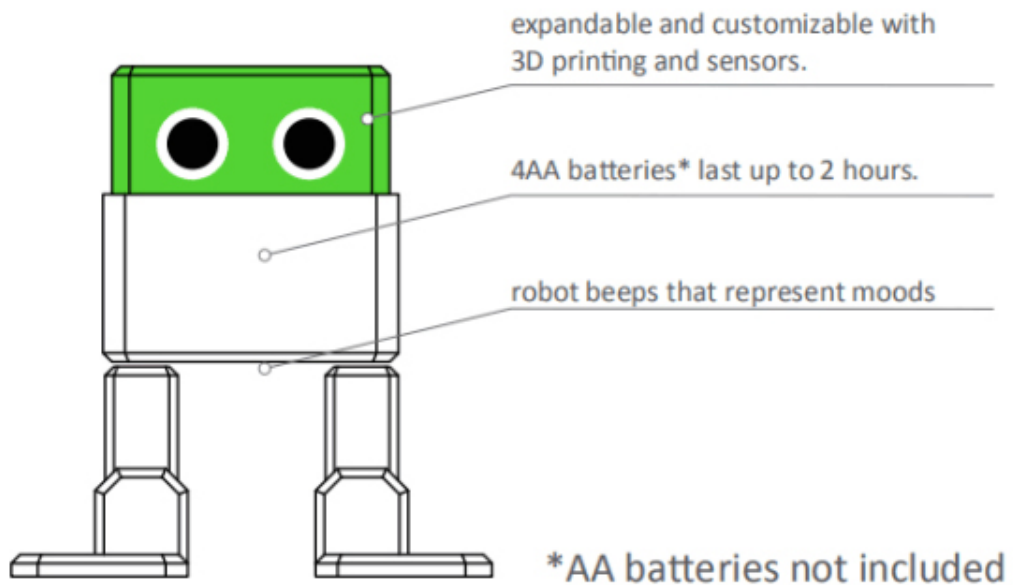 expandable and customizable with
3D printing and sensors.
4AA batteries* last up to 2 hours.
robot beeps that represent moods
*AA batteries not included